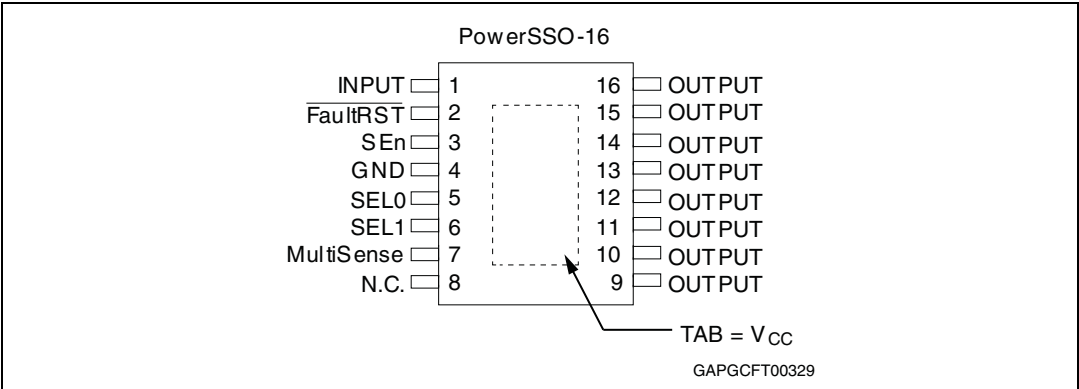 PowerSSO-16
INPUT 1 16 OUTPUT
FaultRST 2 15 OUTPUT
SEn 3 14 OUTPUT
GND 4 13 OUTPUT
SEL0 5 12 OUTPUT
SEL1 6 11 OUTPUT
MultiSense 7 10 OUTPUT
N.C. 8 9 OUTPUT
TAB = VCC
GAPGCFT00329